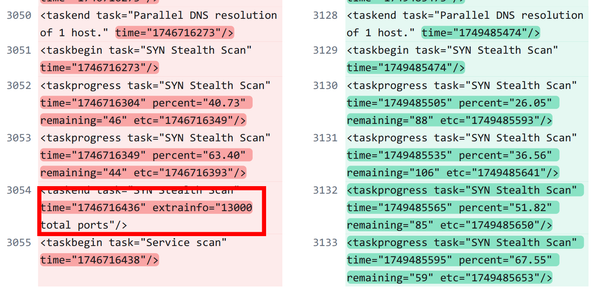 time="1746716273"/>
3050 <taskend task="Parallel DNS resolution
of 1 host." time="1746716273"/>
3051 <taskbegin task="SYN Stealth Scan"
time="1746716273"/>
3052 <taskprogress task="SYN Stealth Scan"
time="1746716304" percent="40.73"
remaining="46" etc="1746716349"/>
3053 <taskprogress task="SYN Stealth Scan"
time="1746716349" percent="63.40"
remaining="44" etc="1746716393"/>
3054 <taskend task="SYN Stealth Scan"
time="1746716436" extrainfo="13000
total ports"/>
3055 <taskbegin task="Service scan"
time="1746716438"/>
3128 <taskend task="Parallel DNS resolution
of 1 host." time="1749485474"/>
3129 <taskbegin task="SYN Stealth Scan"
time="1749485474"/>
3130 <taskprogress task="SYN Stealth Scan"
time="1749485505" percent="26.05"
remaining="88" etc="1749485593"/>
3131 <taskprogress task="SYN Stealth Scan"
time="1749485535" percent="36.56"
remaining="106" etc="1749485641"/>
3132 <taskprogress task="SYN Stealth Scan"
time="1749485565" percent="51.82"
remaining="85" etc="1749485650"/>
3133 <taskprogress task="SYN Stealth Scan"
time="1749485595" percent="67.55"
remaining="59" etc="1749485653"/>